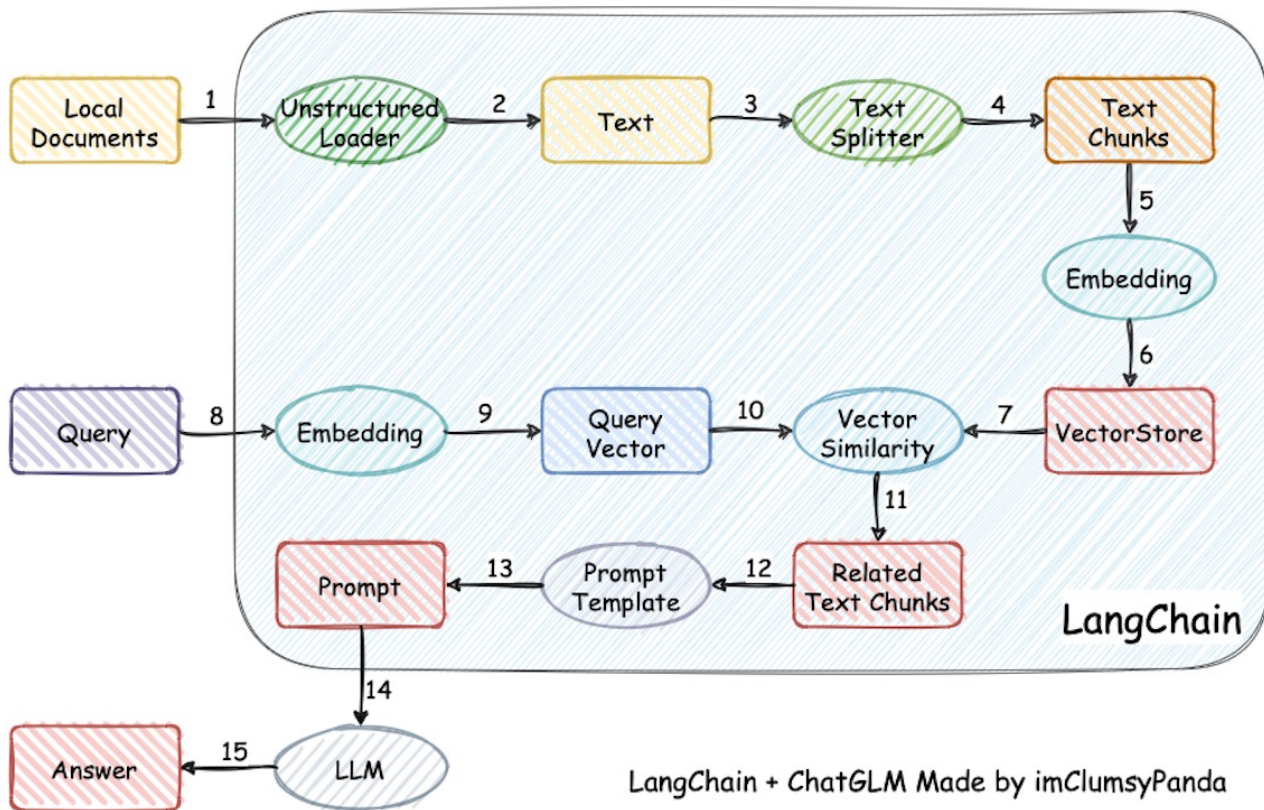 1
2
3
4
Local
Documents
Unstructured
Loader
Text
Text
Splitter
Text
Chunks
5
Embedding
6
8
9
10
7
Query
Embedding
Query
Vector
Vector
Similarity
VectorStore
11
13
12
Prompt
Prompt
Template
Related
Text Chunks
LangChain
14
15
Answer
LLM
LangChain + ChatGLM Made by imClumsyPanda